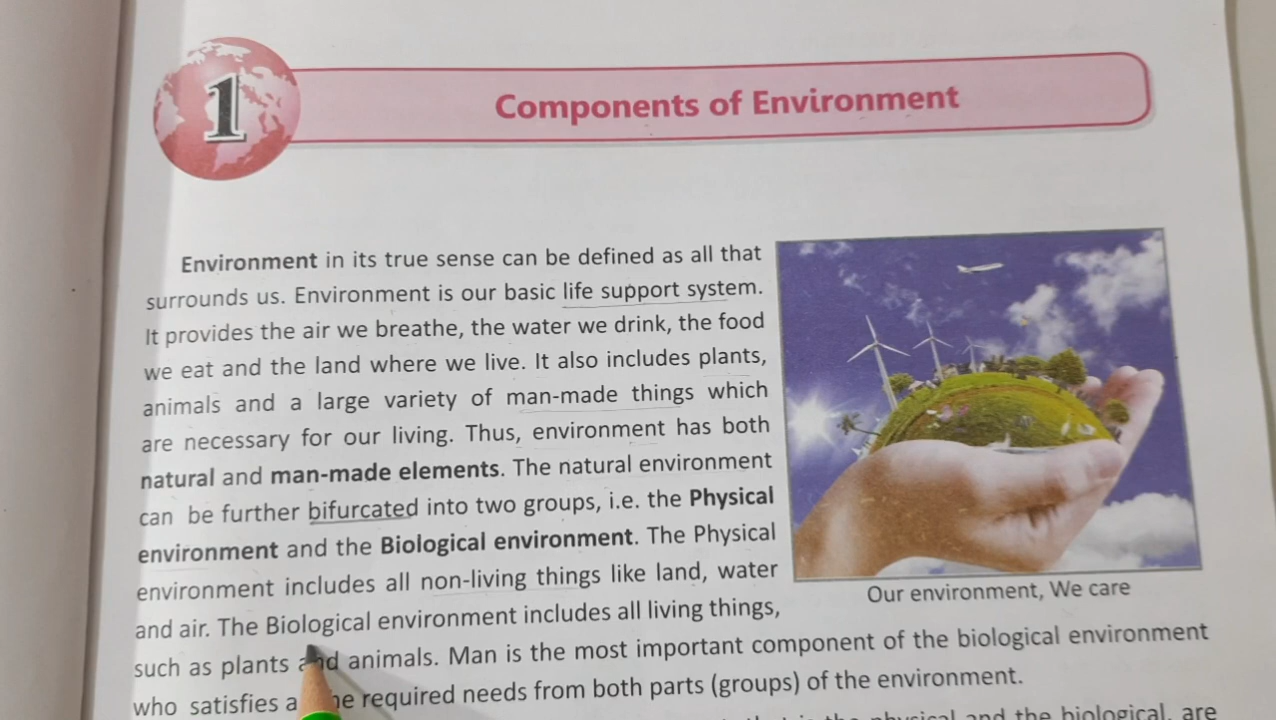 1
Components of Environment
Environment in its true sense can be defined as all that
surrounds us. Environment is our basic life support system.
It provides the air we breathe, the water we drink, the food
we eat and the land where we live. It also includes plants,
animals and a large variety of man-made things which
are necessary for our living. Thus, environment has both
natural and man-made elements. The natural environment
can be further bifurcated into two groups, i.e. the Physical
environment and the Biological environment. The Physical
environment includes all non-living things like land, water
and air. The Biological environment includes all living things,
such as plants and animals. Man is the most important component of the biological environment
who satisfies required needs from both parts (groups) of the environment.
physical and the biological, are
Our environment, We care